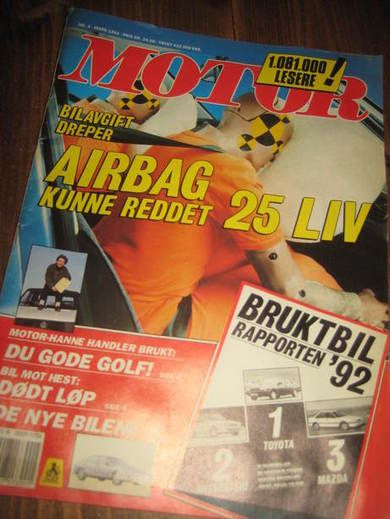 MOTOR
1.081.000
LESERE!
BILAVGIFT
DREPER
AIRBAG
KUNNE REDDET 25 LIV
MOTOR-HANNE HANDLER BRUKT:
DU GODE GOLF!
BIL MOT HEST:
DØDT LØP
DE NYE BILENE
BRUKTBIL
RAPPORTEN '92
1
TOYOTA
2
3
MAZDA